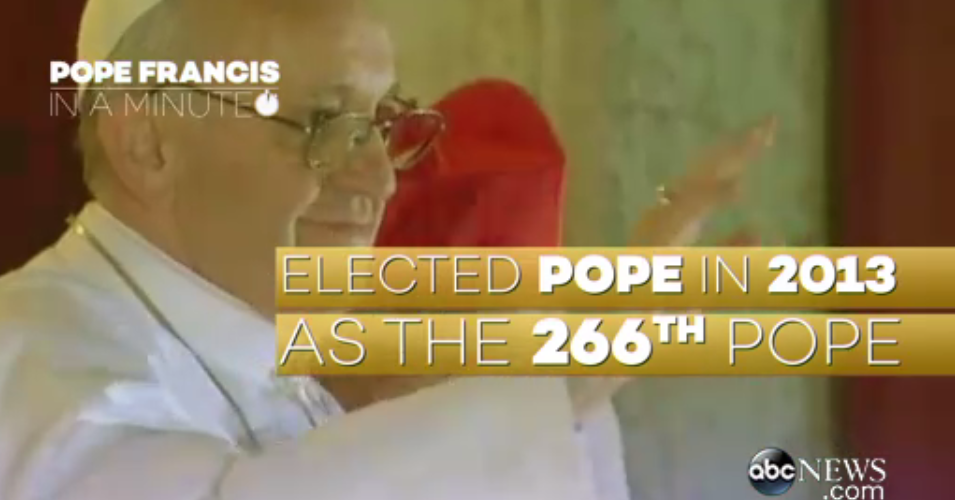 POPE FRANCIS
IN A MINUTE
ELECTED POPE IN 2013
AS THE 266TH POPE
abc NEWS
.com